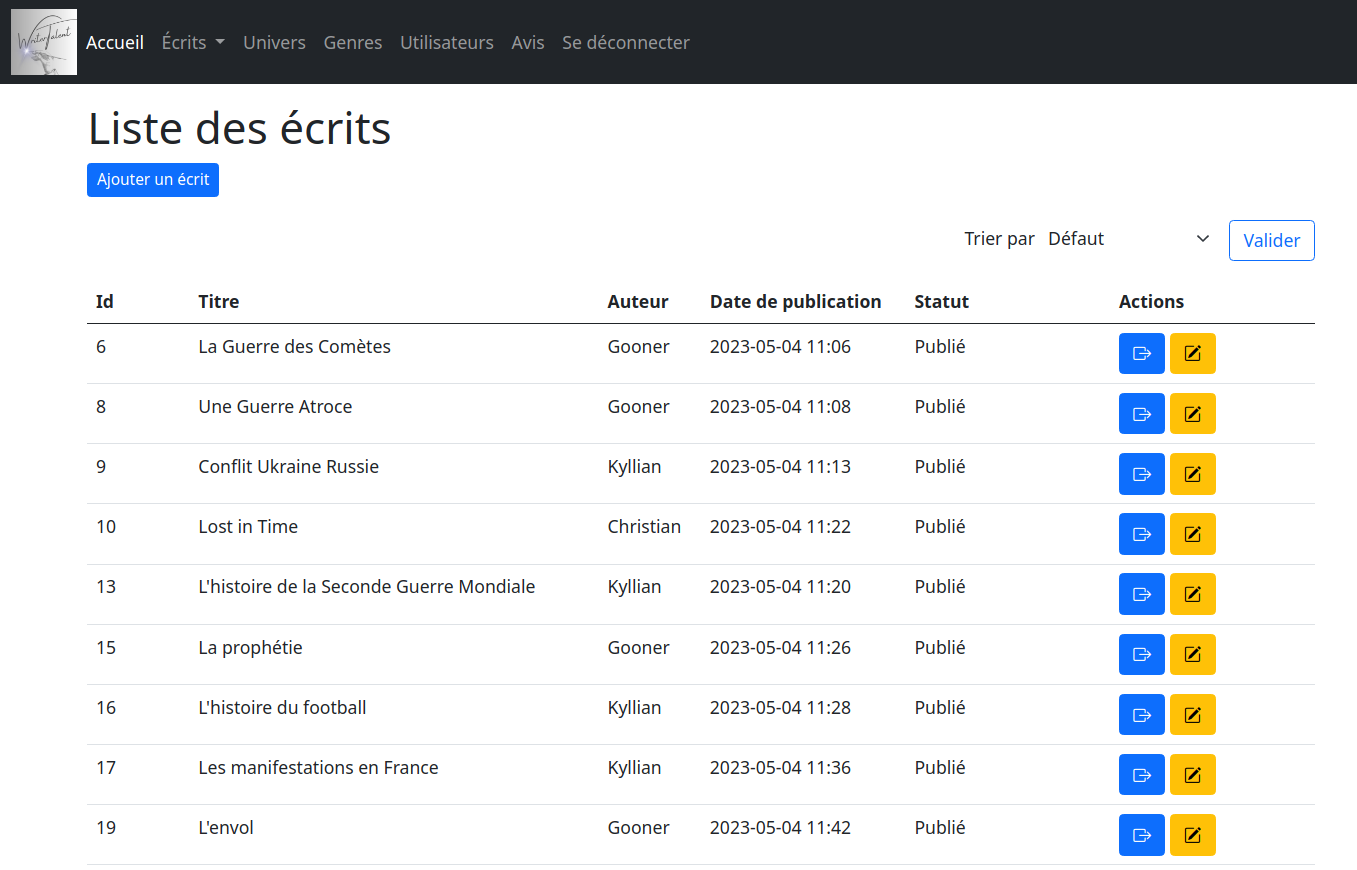 WriterTalent
Accueil Écrits Univers Genres Utilisateurs Avis Se déconnecter
Liste des écrits
Ajouter un écrit
Trier par Défaut Valider
Id Titre Auteur Date de publication Statut Actions
6 La Guerre des Comètes Gooner 2023-05-04 11:06 Publié
8 Une Guerre Atroce Gooner 2023-05-04 11:08 Publié
9 Conflit Ukraine Russie Kyllian 2023-05-04 11:13 Publié
10 Lost in Time Christian 2023-05-04 11:22 Publié
13 L'histoire de la Seconde Guerre Mondiale Kyllian 2023-05-04 11:20 Publié
15 La prophétie Gooner 2023-05-04 11:26 Publié
16 L'histoire du football Kyllian 2023-05-04 11:28 Publié
17 Les manifestations en France Kyllian 2023-05-04 11:36 Publié
19 L'envol Gooner 2023-05-04 11:42 Publié